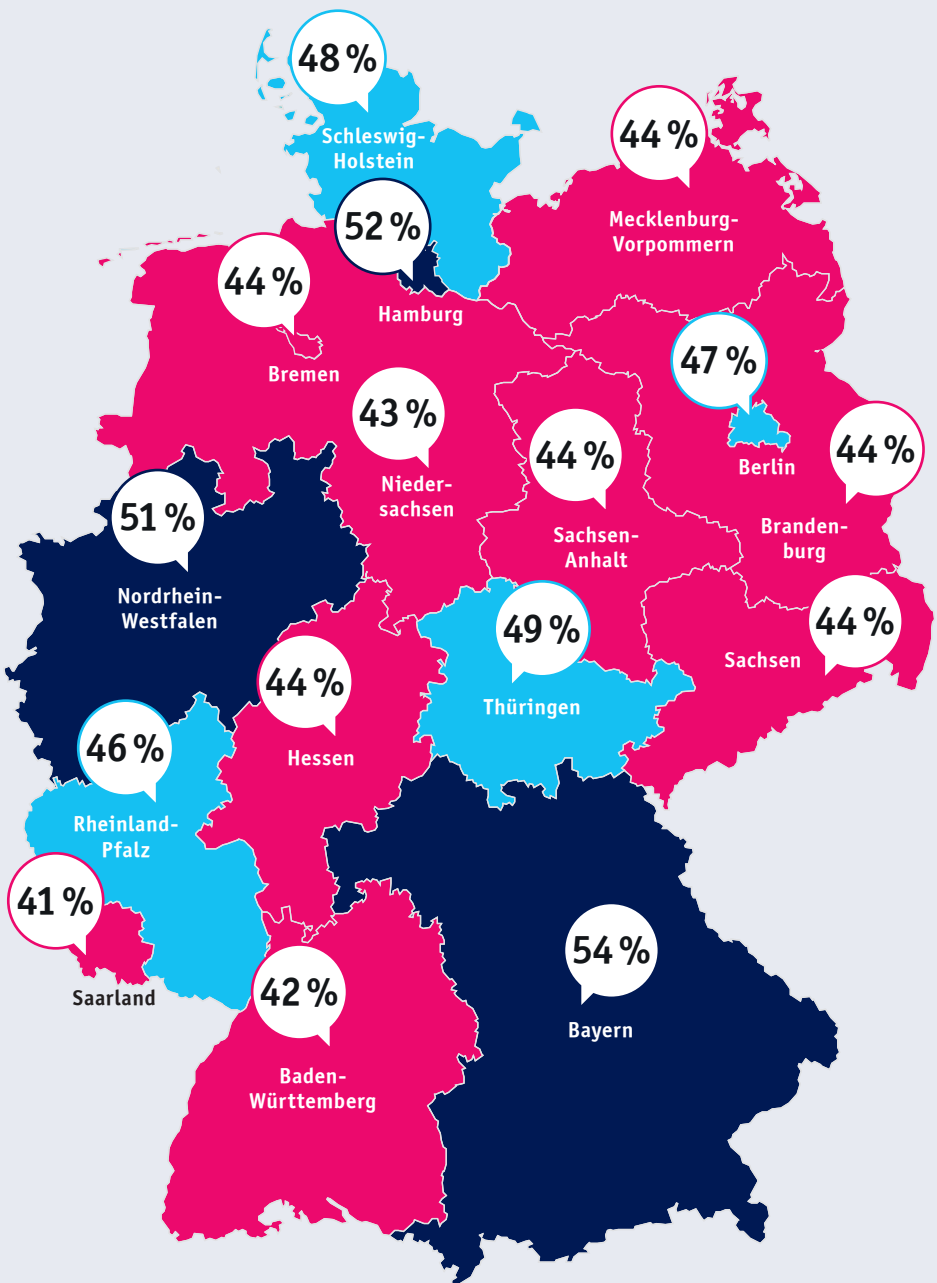 48 %
Schleswig-
Holstein
44 %
Mecklenburg-
Vorpommern
52 %
Hamburg
44 %
Bremen
47 %
Berlin
43 %
Nieder-
sachsen
44 %
Sachsen-
Anhalt
44 %
Branden-
burg
51 %
Nordrhein-
Westfalen
49 %
Thüringen
44 %
Sachsen
44 %
Hessen
46 %
Rheinland-
Pfalz
41 %
Saarland
42 %
Baden-
Württemberg
54 %
Bayern